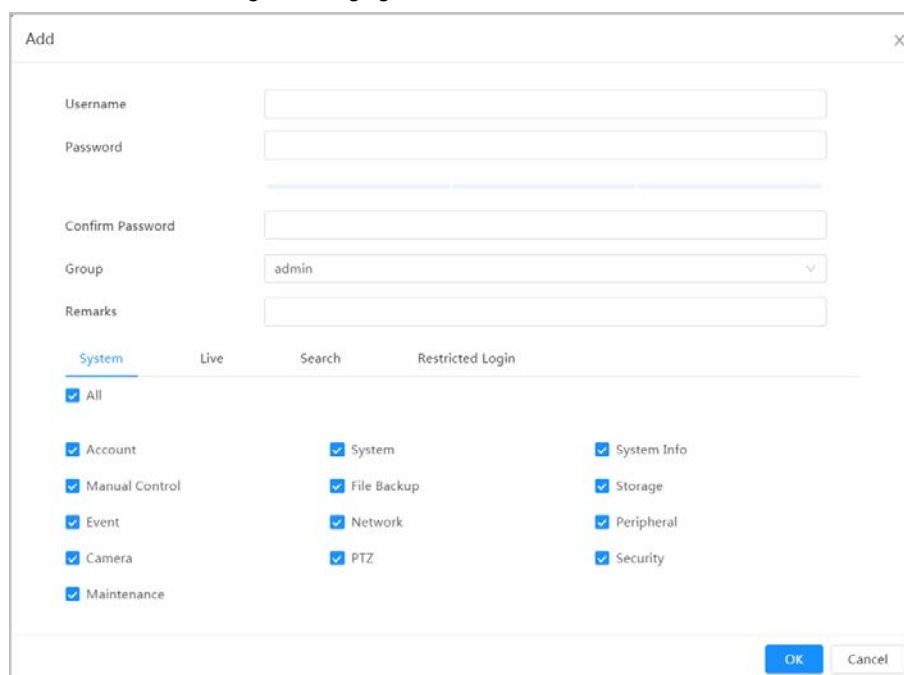 Add
Username
Password
Confirm Password
Group admin
Remarks
System Live Search Restricted Login
All
Account System System Info
Manual Control File Backup Storage
Event Network Peripheral
Camera PTZ Security
Maintenance
OK Cancel